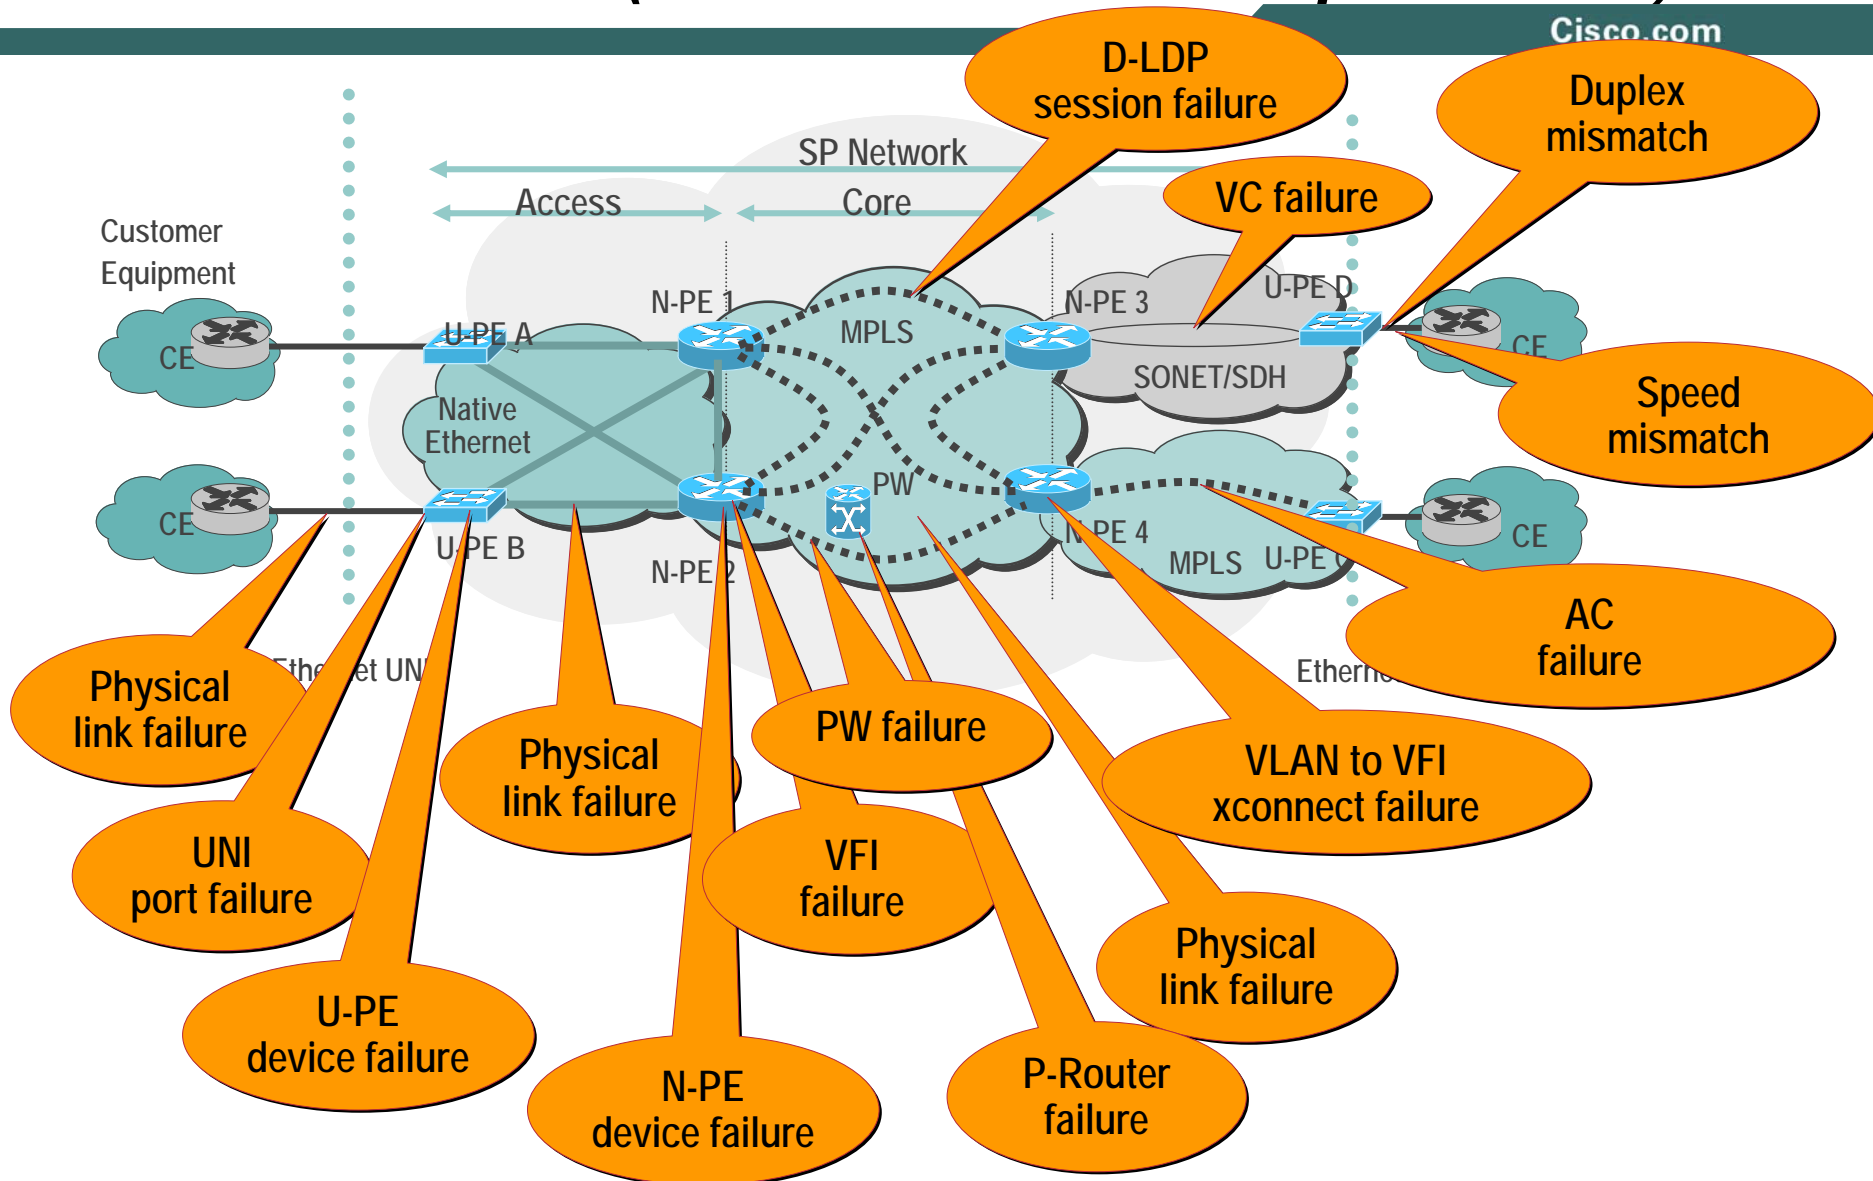 Cisco.com
D-LDP
session failure
Duplex
mismatch
SP Network
VC failure
Access
Core
Customer
Equipment
N-PE 1
N-PE 3
U-PE D
U-PE A
MPLS
CE
CE
SONET/SDH
Speed
mismatch
Native
Ethernet
PW
CE
CE
U-PE B
N-PE 2
N-PE 4
MPLS
U-PE
Ethernet UNI
AC
failure
Physical
link failure
PW failure
Physical
link failure
VLAN to VFI
xconnect failure
UNI
port failure
VFI
failure
Physical
link failure
U-PE
device failure
N-PE
device failure
P-Router
failure